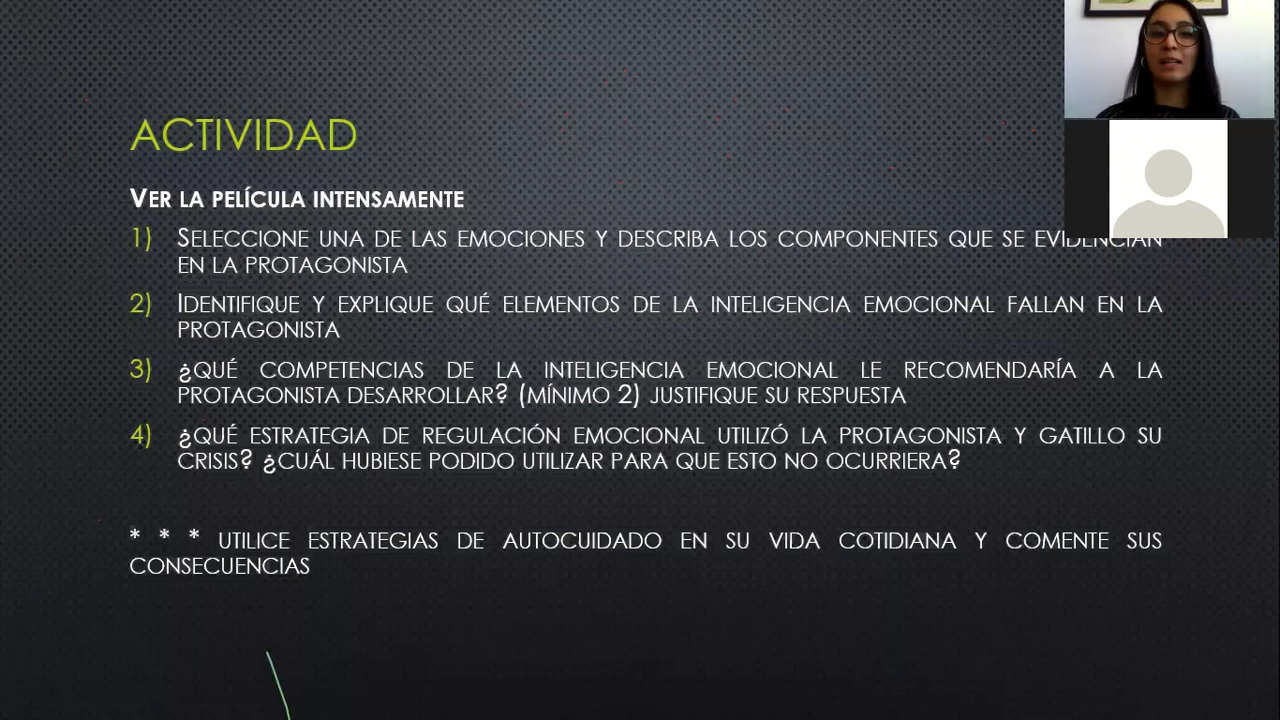 ACTIVIDAD
VER LA PELÍCULA INTENSAMENTE
1) SELECCIONE UNA DE LAS EMOCIONES Y DESCRIBA LOS COMPONENTES QUE SE EVIDENCIAN
EN LA PROTAGONISTA
2) IDENTIFIQUE Y EXPLIQUE QUÉ ELEMENTOS DE LA INTELIGENCIA EMOCIONAL FALLAN EN LA
PROTAGONISTA
3) ¿QUÉ COMPETENCIAS DE LA INTELIGENCIA EMOCIONAL LE RECOMENDARÍA A LA
PROTAGONISTA DESARROLLAR? (MÍNIMO 2) JUSTIFIQUE SU RESPUESTA
4) ¿QUÉ ESTRATEGIA DE REGULACIÓN EMOCIONAL UTILIZÓ LA PROTAGONISTA Y GATILLO SU
CRISIS? ¿CUÁL HUBIESE PODIDO UTILIZAR PARA QUE ESTO NO OCURRIERA?
* * * UTILICE ESTRATEGIAS DE AUTOCUIDADO EN SU VIDA COTIDIANA Y COMENTE SUS
CONSECUENCIAS